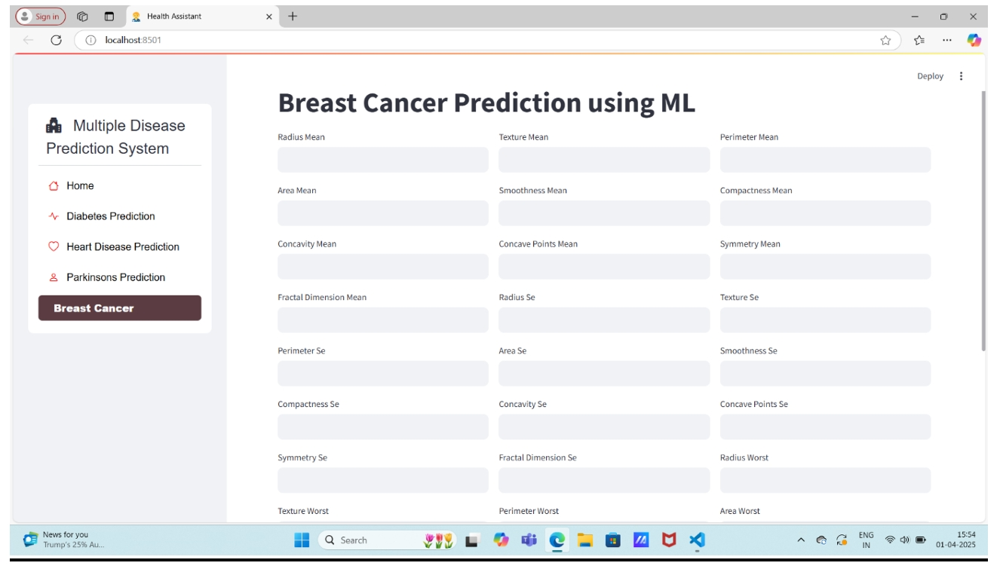 Sign in
Health Assistant
localhost:8501
Deploy
Multiple Disease
Prediction System
Home
Diabetes Prediction
Heart Disease Prediction
Parkinsons Prediction
Breast Cancer
Breast Cancer Prediction using ML
Radius Mean Texture Mean Perimeter Mean
Area Mean Smoothness Mean Compactness Mean
Concavity Mean Concave Points Mean Symmetry Mean
Fractal Dimension Mean Radius Se Texture Se
Perimeter Se Area Se Smoothness Se
Compactness Se Concavity Se Concave Points Se
Symmetry Se Fractal Dimension Se Radius Worst
Texture Worst Perimeter Worst Area Worst
News for you
Trump's 25% Au...
Search
ENG
IN
15:54
01-04-2025